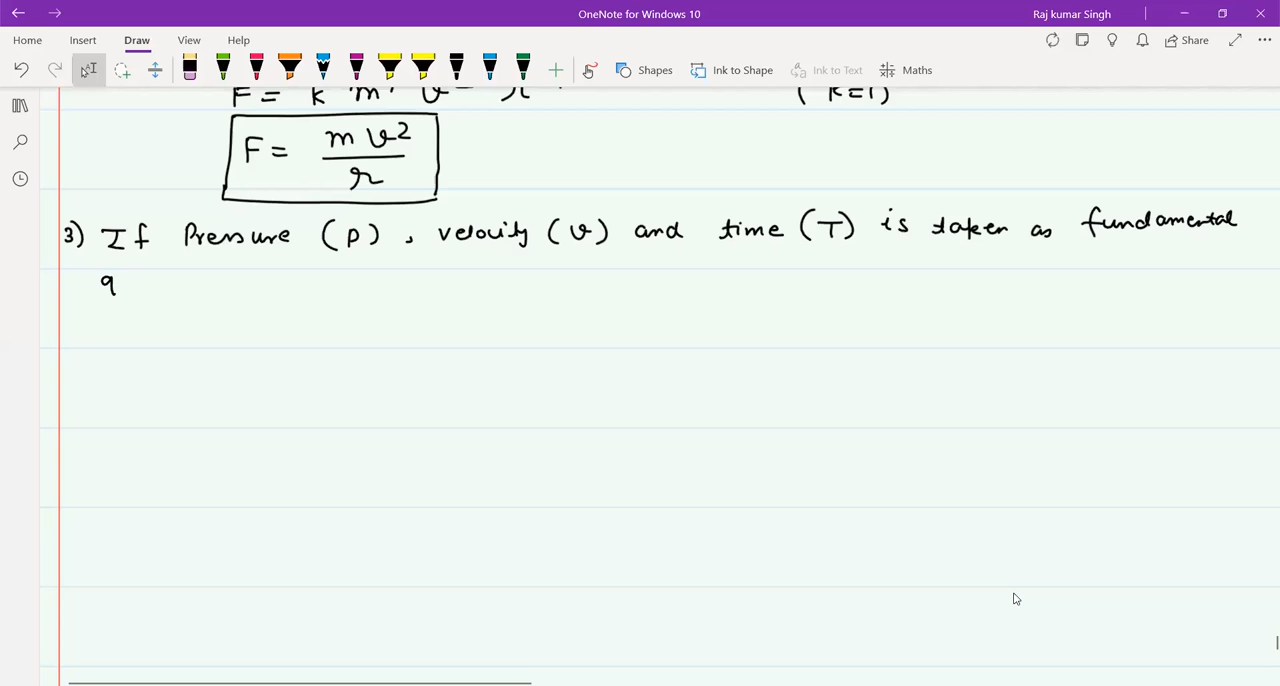 OneNote for Windows 10
Raj kumar Singh
Home Insert Draw View Help
Share
Shapes Ink to Shape Ink to Text Maths
F = k m v r (k=1)
F = mv²/r
3) If Pressure (P), velocity (v) and time (T) is taken as fundamental
q